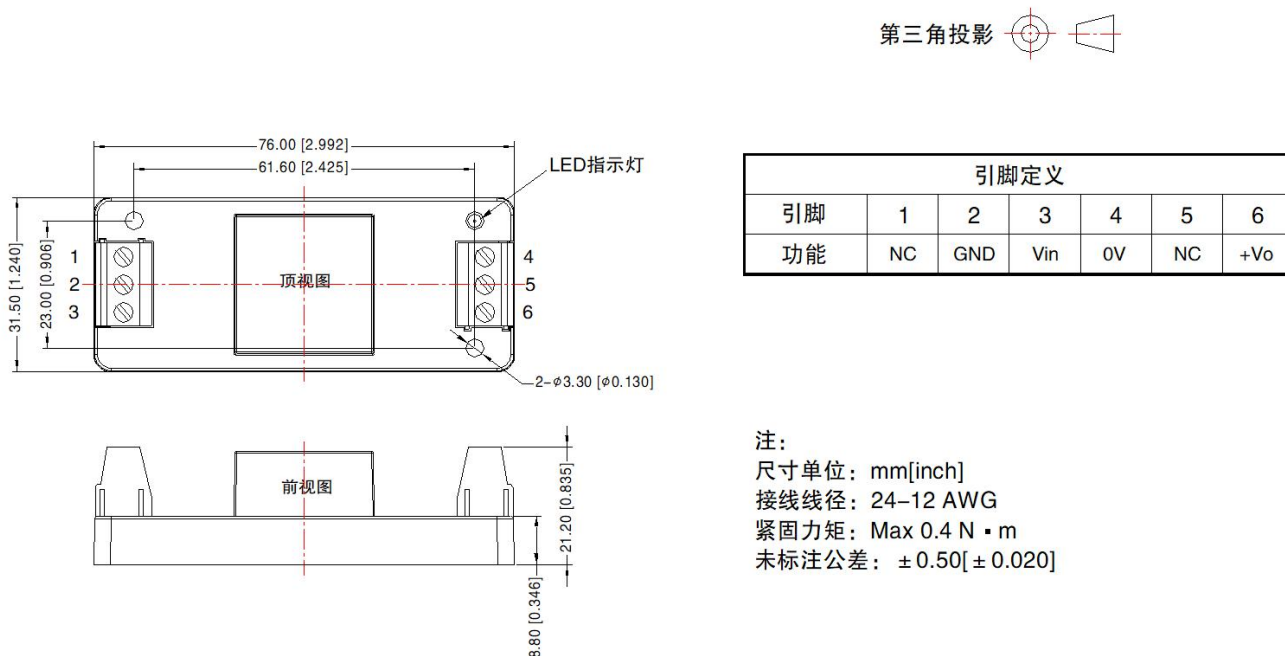 第三角投影
76.00 [2.992]
61.60 [2.425]
LED指示灯
31.50 [1.240]
23.00 [0.906]
1
2
3
顶视图
4
5
6
2-φ3.30 [φ0.130]
引脚定义
引脚 1 2 3 4 5 6
功能 NC GND Vin 0V NC +Vo
前视图
21.20 [0.835]
8.80 [0.346]
注:
尺寸单位: mm[inch]
接线线径: 24–12 AWG
紧固力矩: Max 0.4 N · m
未标注公差: ±0.50[±0.020]